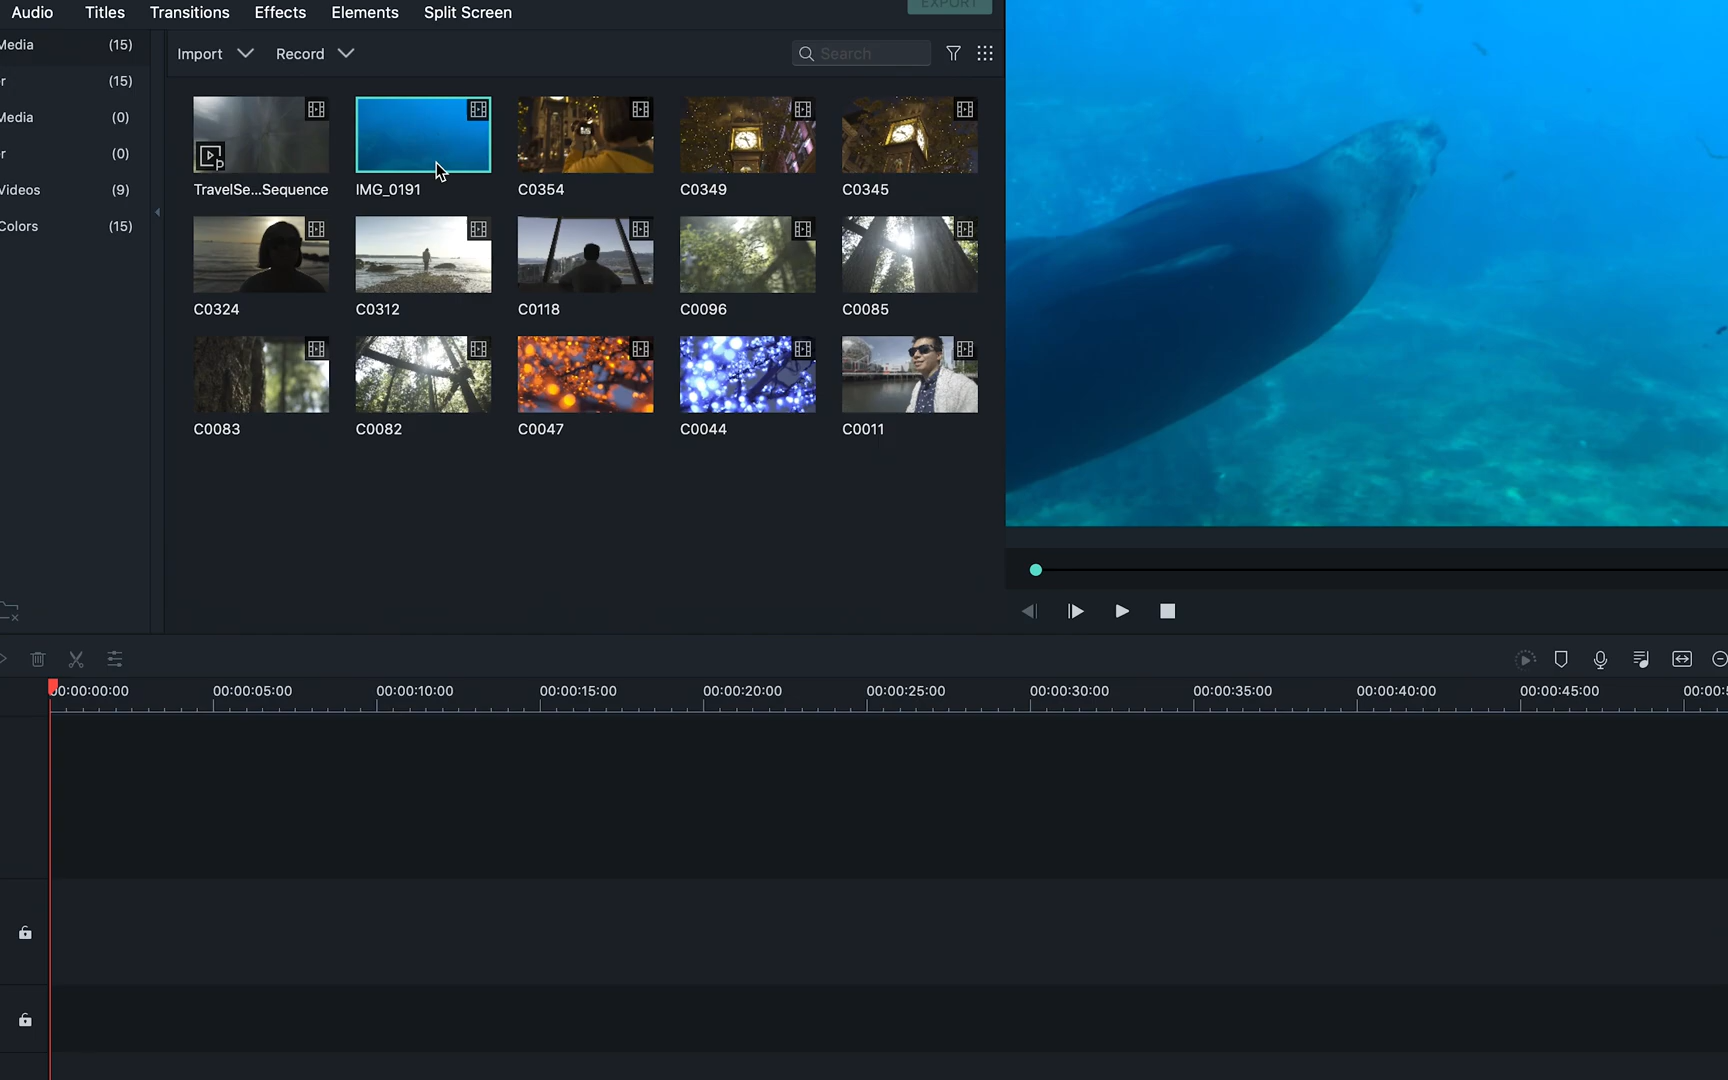 Audio Titles Transitions Effects Elements Split Screen EXPORT
Media (15)
r (15)
Media (0)
r (0)
Videos (9)
Colors (15)
Import Record Search
TravelSe...Sequence IMG_0191 C0354 C0349 C0345
C0324 C0312 C0118 C0096 C0085
C0083 C0082 C0047 C0044 C0011
00:00:00:00 00:00:05:00 00:00:10:00 00:00:15:00 00:00:20:00 00:00:25:00 00:00:30:00 00:00:35:00 00:00:40:00 00:00:45:00 00:00: